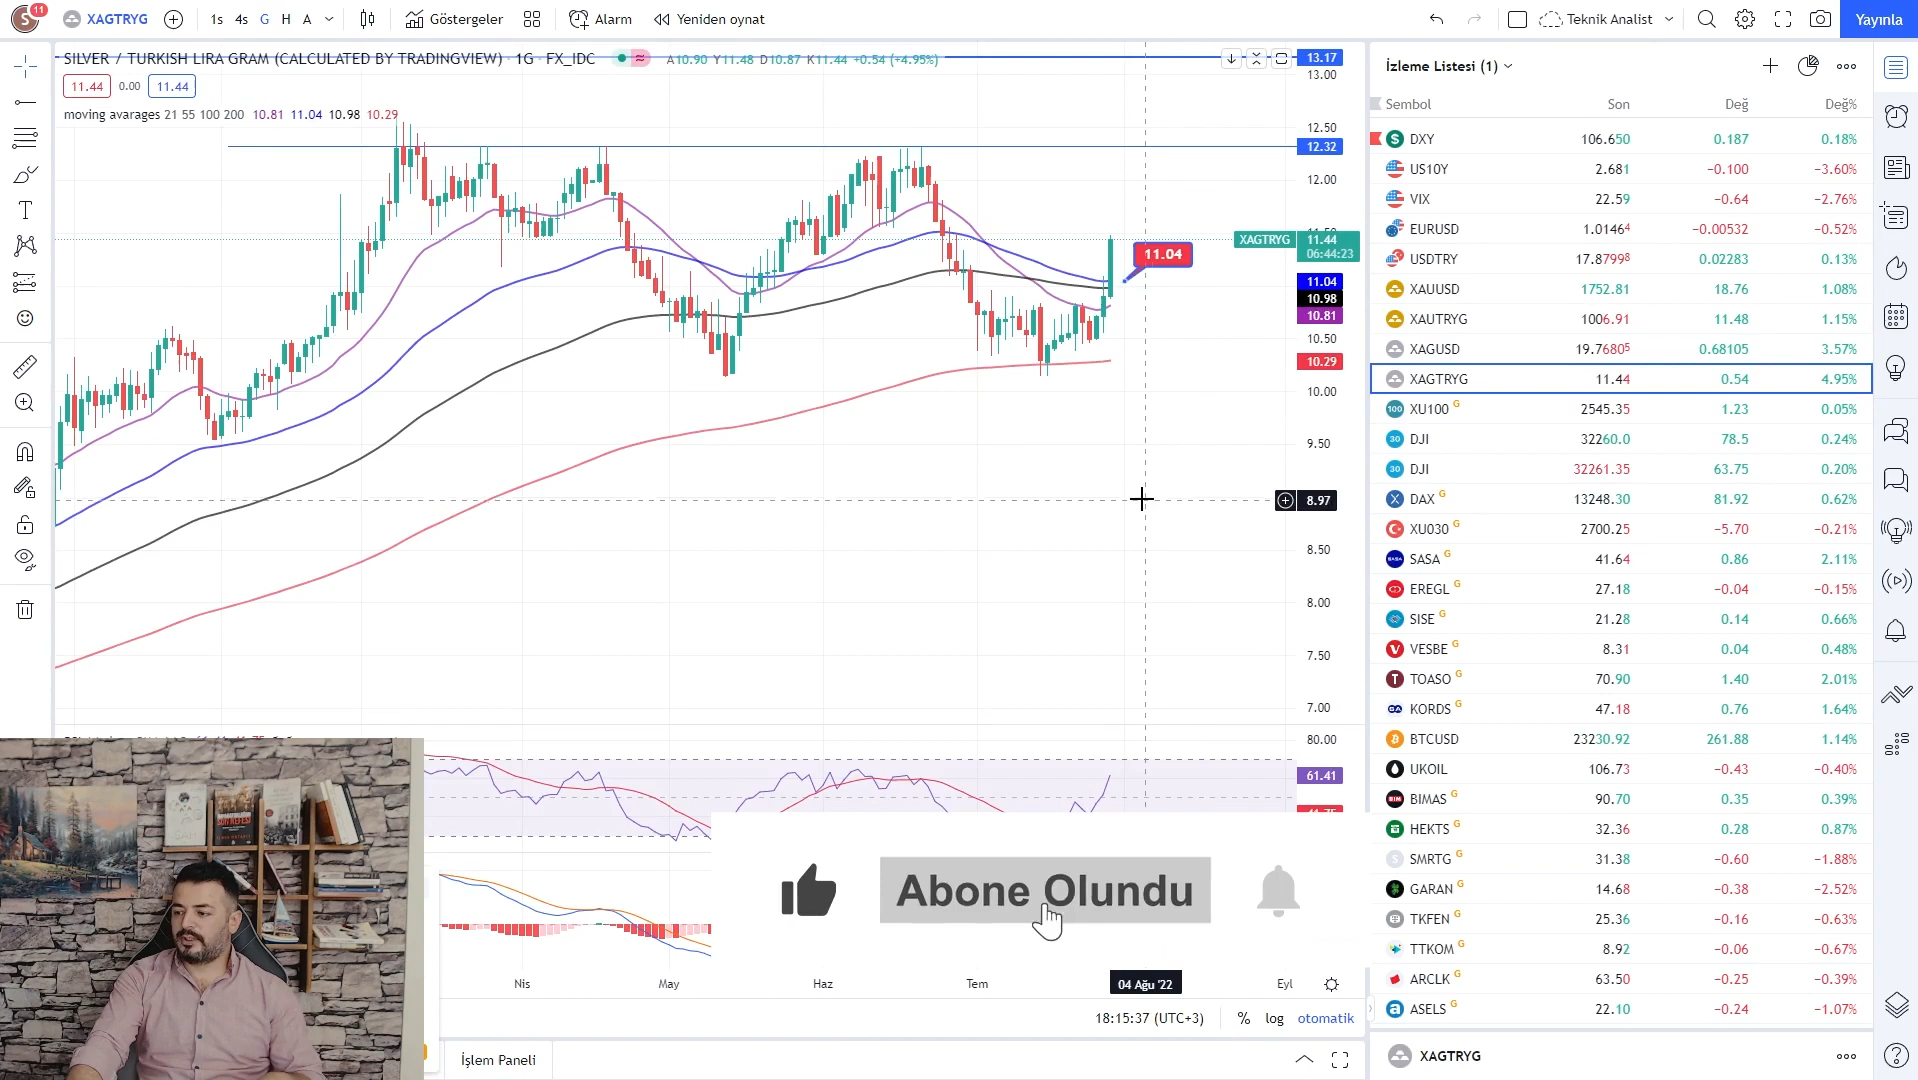 11
XAGTRYG 1s 4s G H A Göstergeler Alarm Yeniden oynat Teknik Analist Yayınla
SILVER / TURKISH LIRA GRAM (CALCULATED BY TRADINGVIEW) · 1G · FX_IDC A10.90 Y11.48 D10.87 K11.44 +0.54 (+4.95%)
11.44 0.00 11.44
moving avarages 21 55 100 200 10.81 11.04 10.98 10.29
13.17
13.00
12.50
12.32
12.00
XAGTRYG 11.44
06:44:23
11.04
11.04
10.98
10.81
10.50
10.29
10.00
9.50
8.97
8.50
8.00
7.50
7.00
80.00
61.41
Abone Olundu
Nis May Haz Tem 04 Ağu '22 Eyl
18:15:37 (UTC+3) % log otomatik
İşlem Paneli
İzleme Listesi (1)
Sembol Son Değ Değ%
DXY 106.650 0.187 0.18%
US10Y 2.681 −0.100 −3.60%
VIX 22.59 −0.64 −2.76%
EURUSD 1.01464 −0.00532 −0.52%
USDTRY 17.87998 0.02283 0.13%
XAUUSD 1752.81 18.76 1.08%
XAUTRYG 1006.91 11.48 1.15%
XAGUSD 19.76805 0.68105 3.57%
XAGTRYG 11.44 0.54 4.95%
100 XU100 G 2545.35 1.23 0.05%
30 DJI 32260.0 78.5 0.24%
30 DJI 32261.35 63.75 0.20%
DAX G 13248.30 81.92 0.62%
XU030 G 2700.25 −5.70 −0.21%
SASA G 41.64 0.86 2.11%
EREGL G 27.18 −0.04 −0.15%
SISE G 21.28 0.14 0.66%
VESBE G 8.31 0.04 0.48%
TOASO G 70.90 1.40 2.01%
KORDS G 47.18 0.76 1.64%
BTCUSD 23230.92 261.88 1.14%
UKOIL 106.73 −0.43 −0.40%
BIMAS G 90.70 0.35 0.39%
HEKTS G 32.36 0.28 0.87%
SMRTG G 31.38 −0.60 −1.88%
GARAN G 14.68 −0.38 −2.52%
TKFEN G 25.36 −0.16 −0.63%
TTKOM G 8.92 −0.06 −0.67%
ARCLK G 63.50 −0.25 −0.39%
ASELS G 22.10 −0.24 −1.07%
XAGTRYG